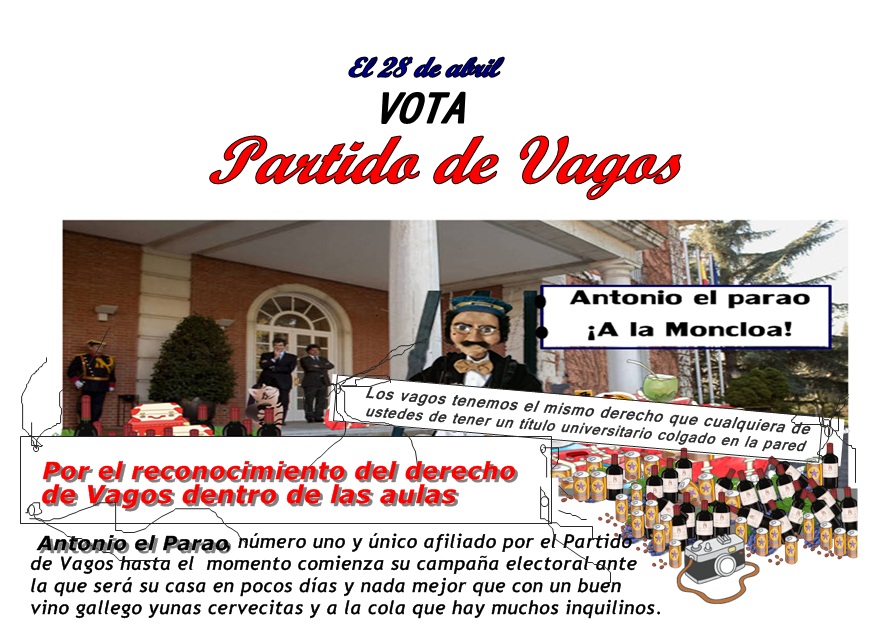 El 28 de abril
VOTA
Partido de Vagos
Antonio el parao
¡A la Moncloa!
Los vagos tenemos el mismo derecho que cualquiera de
ustedes de tener un título universitario colgado en la pared
Por el reconocimiento del derecho
de Vagos dentro de las aulas
Antonio el Parao, número uno y único afiliado por el Partido
de Vagos hasta el momento comienza su campaña electoral ante
la que será su casa en pocos días y nada mejor que con un buen
vino gallego yunas cervecitas y a la cola que hay muchos inquilinos.